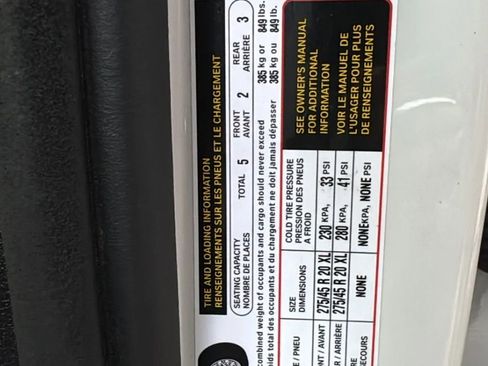 TIRE AND LOADING INFORMATION
RENSEIGNEMENTS SUR LES PNEUS ET LE CHARGEMENT
SEATING CAPACITY
NOMBRE DE PLACES
TOTAL 5
FRONT
AVANT 2
REAR
ARRIÈRE 3
combined weight of occupants and cargo should never exceed 385 kg or 849 lbs.
poids total des occupants et du chargement ne doit jamais dépasser 385 kg ou 849 lb.
/ PNEU
SIZE
DIMENSIONS
COLD TIRE PRESSURE
PRESSION DES PNEUS
A FROID
/ AVANT 275/45 R 20 XL 230 KPA, 33 PSI
/ ARRIÈRE 275/45 R 20 XL 280 KPA, 41 PSI
SECOURS NONE NONE KPA, NONE PSI
SEE OWNER'S MANUAL
FOR ADDITIONAL
INFORMATION
VOIR LE MANUEL DE
L'USAGER POUR PLUS
DE RENSEIGNEMENTS